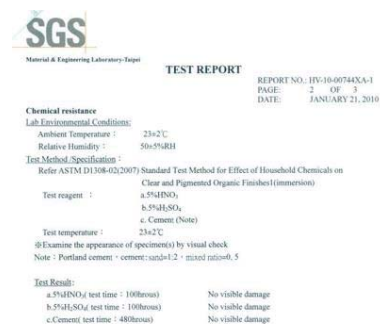 SGS
Material & Engineering Laboratory-Taipei
TEST REPORT
REPORT NO.: HV-10-00744XA-1
PAGE: 2 OF 3
DATE: JANUARY 21, 2010
Chemical resistance
Lab Environmental Conditions:
Ambient Temperature : 23±2℃
Relative Humidity : 50±5%RH
Test Method /Specification :
Refer ASTM D1308-02(2007) Standard Test Method for Effect of Household Chemicals on
Clear and Pigmented Organic Finishes1(immersion)
Test reagent : a.5%HNO₃
b.5%H₂SO₄
c. Cement (Note)
Test temperature : 23±2℃
※Examine the appearance of specimen(s) by visual check
Note : Portland cement、cement:sand=1:2、mixed ratio=0. 5
Test Result:
a.5%HNO₃( test time : 100hrous) No visible damage
b.5%H₂SO₄( test time : 100hrous) No visible damage
c.Cement( test time : 480hrous) No visible damage